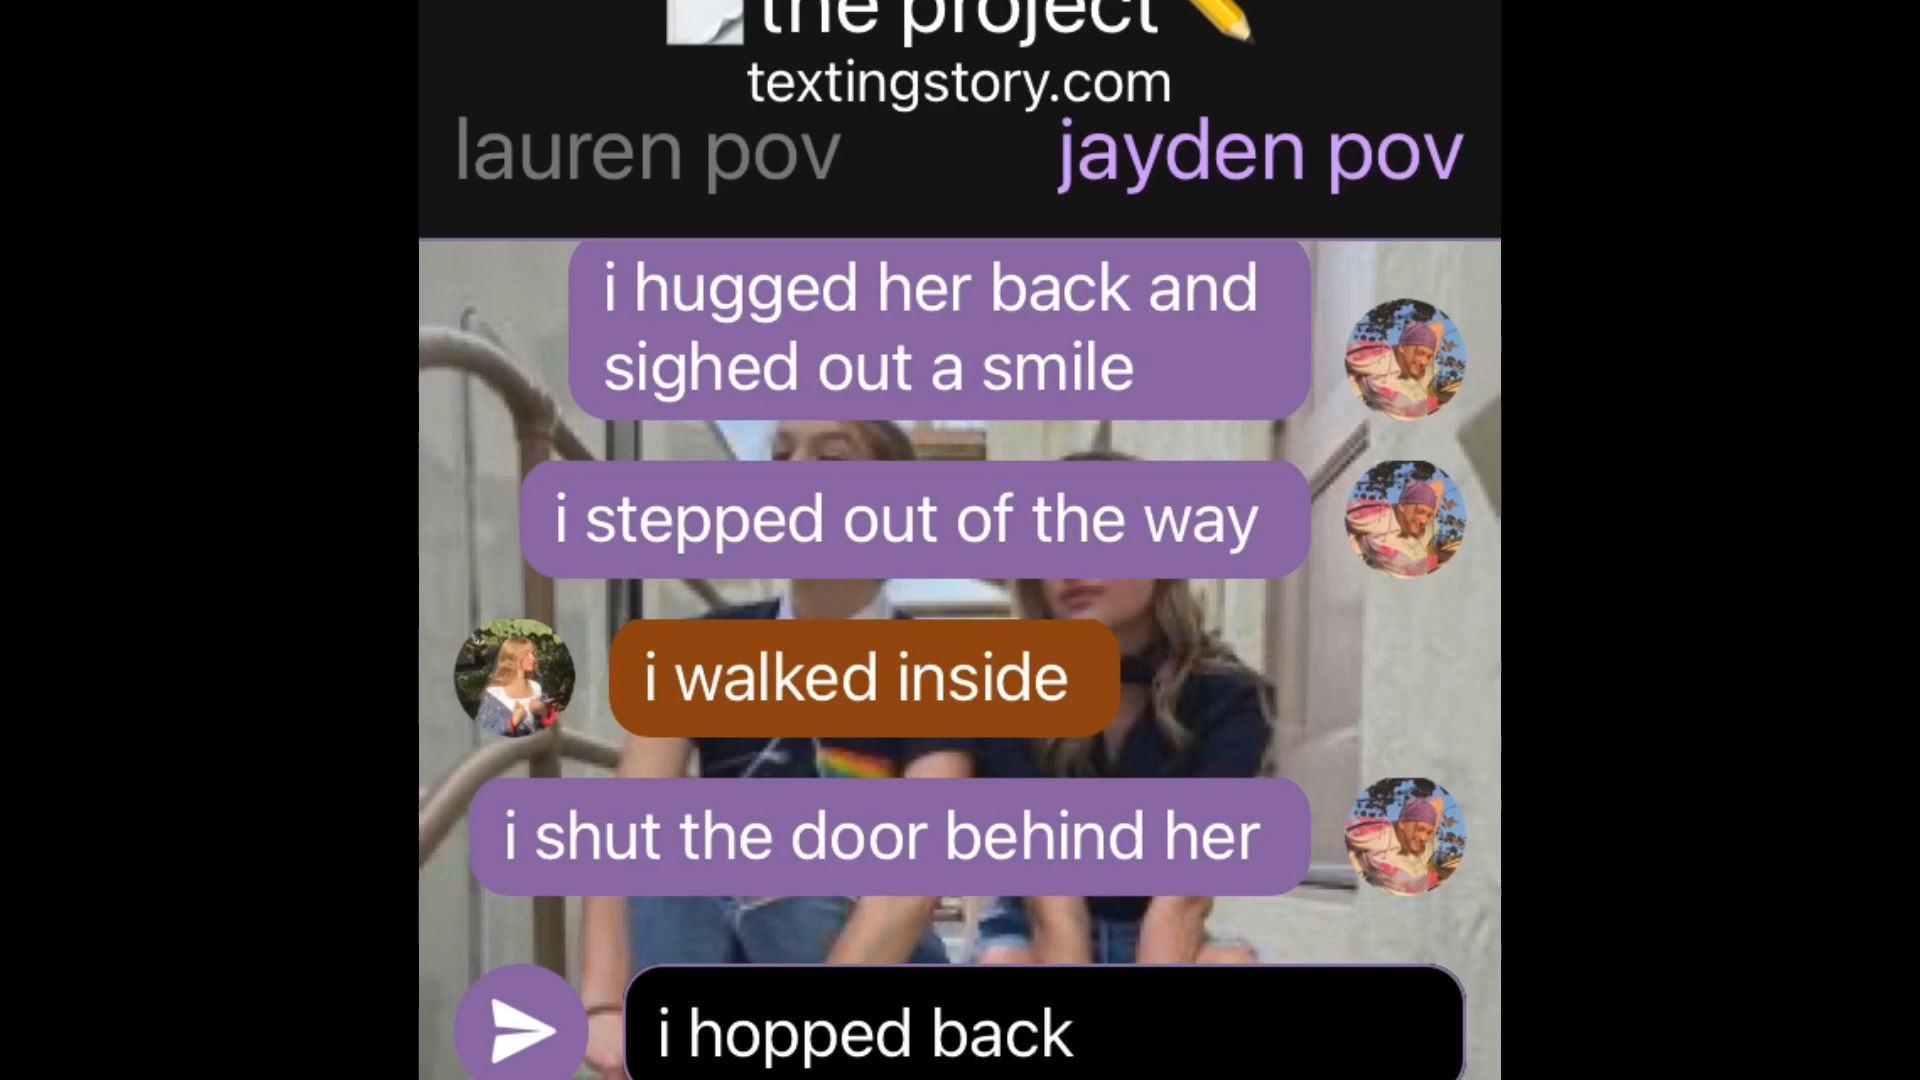 the project
textingstory.com
lauren pov jayden pov
i hugged her back and
sighed out a smile
i stepped out of the way
i walked inside
i shut the door behind her
i hopped back